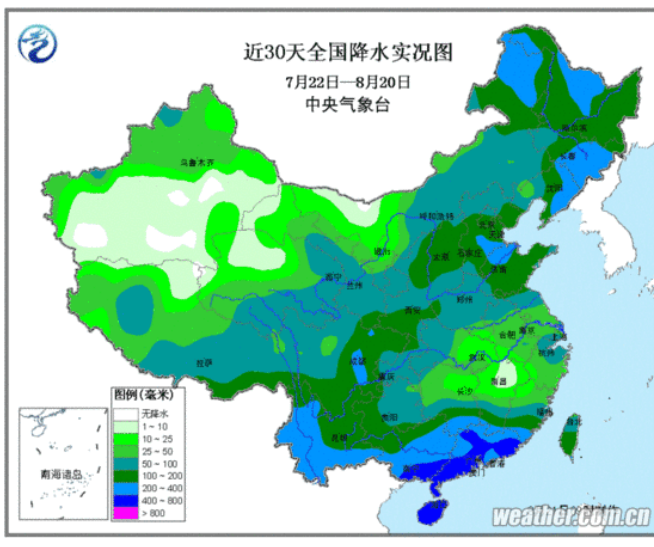 近30天全国降水实况图
7月22日—8月20日
中央气象台
哈尔滨
长春
乌鲁木齐
沈阳
呼和浩特
北京
天津
银川
太原
石家庄
济南
西宁
兰州
郑州
西安
合肥
南京
上海
拉萨
成都
武汉
杭州
重庆
南昌
长沙
贵阳
福州
台北
昆明
香港
澳门
图例(毫米)
无降水
1~10
10~25
25~50
50~100
100~200
200~400
400~800
>800
南海诸岛
weather.com.cn